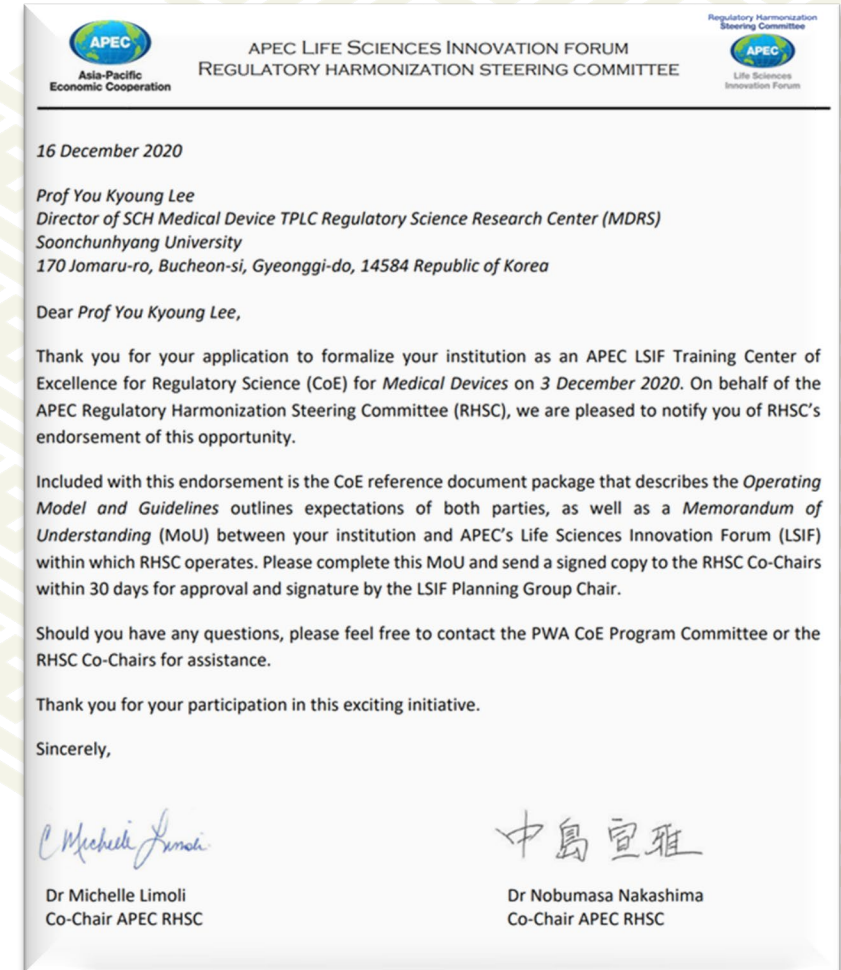 APEC
Asia-Pacific
Economic Cooperation
APEC LIFE SCIENCES INNOVATION FORUM
REGULATORY HARMONIZATION STEERING COMMITTEE
Regulatory Harmonization
Steering Committee
APEC
Life Sciences
Innovation Forum
16 December 2020
Prof You Kyoung Lee
Director of SCH Medical Device TPLC Regulatory Science Research Center (MDRS)
Soonchunhyang University
170 Jomaru-ro, Bucheon-si, Gyeonggi-do, 14584 Republic of Korea
Dear Prof You Kyoung Lee,
Thank you for your application to formalize your institution as an APEC LSIF Training Center of
Excellence for Regulatory Science (CoE) for Medical Devices on 3 December 2020. On behalf of the
APEC Regulatory Harmonization Steering Committee (RHSC), we are pleased to notify you of RHSC’s
endorsement of this opportunity.
Included with this endorsement is the CoE reference document package that describes the Operating
Model and Guidelines outlines expectations of both parties, as well as a Memorandum of
Understanding (MoU) between your institution and APEC’s Life Sciences Innovation Forum (LSIF)
within which RHSC operates. Please complete this MoU and send a signed copy to the RHSC Co-Chairs
within 30 days for approval and signature by the LSIF Planning Group Chair.
Should you have any questions, please feel free to contact the PWA CoE Program Committee or the
RHSC Co-Chairs for assistance.
Thank you for your participation in this exciting initiative.
Sincerely,
C Michelle Limoli
中島宣雅
Dr Michelle Limoli
Co-Chair APEC RHSC
Dr Nobumasa Nakashima
Co-Chair APEC RHSC